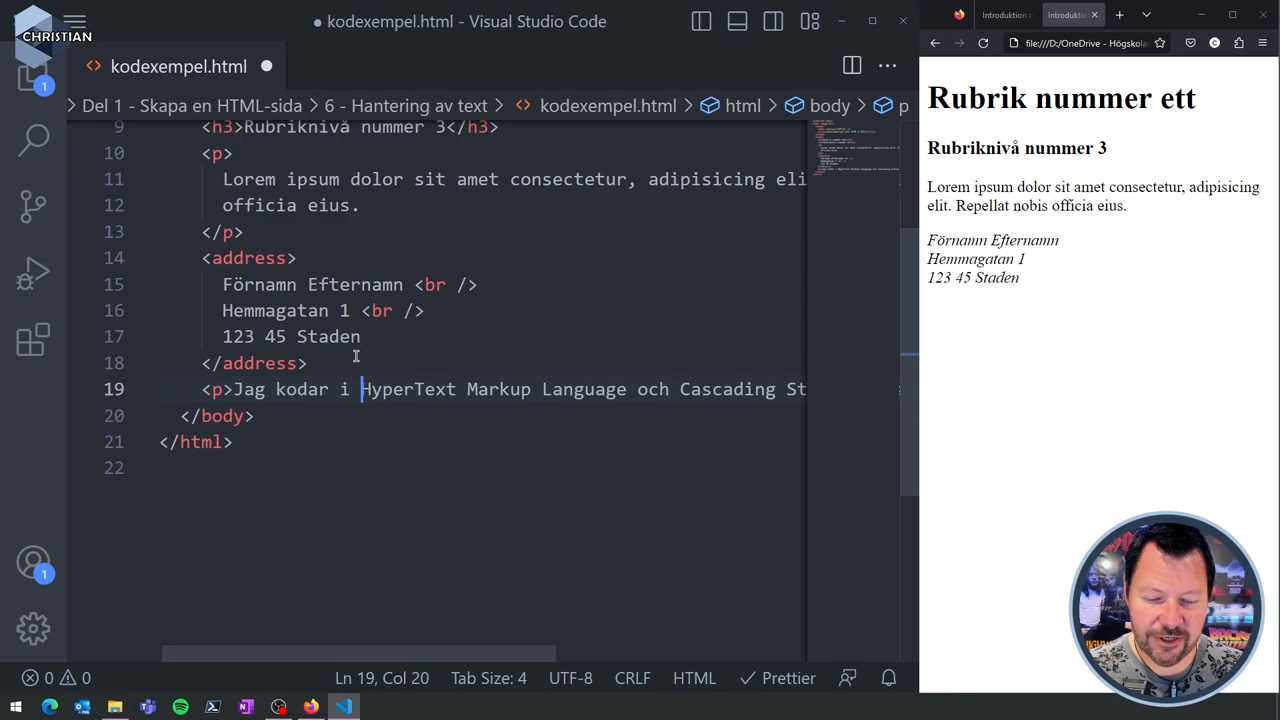 CHRISTIAN
● kodexempel.html - Visual Studio Code
kodexempel.html
Del 1 - Skapa en HTML-sida > 6 - Hantering av text > kodexempel.html > html > body > p
9 <h3>Rubriknivå nummer 3</h3>
10 <p>
11 Lorem ipsum dolor sit amet consectetur, adipisicing eli
12 officia eius.
13 </p>
14 <address>
15 Förnamn Efternamn <br />
16 Hemmagatan 1 <br />
17 123 45 Staden
18 </address>
19 <p>Jag kodar i HyperText Markup Language och Cascading St
20 </body>
21 </html>
22
1
1
0 0
Ln 19, Col 20
Tab Size: 4
UTF-8
CRLF
HTML
Prettier
Introduktion
Introduktio
file:///D:/OneDrive - Högskola
Rubrik nummer ett
Rubriknivå nummer 3
Lorem ipsum dolor sit amet consectetur, adipisicing
elit. Repellat nobis officia eius.
Förnamn Efternamn
Hemmagatan 1
123 45 Staden